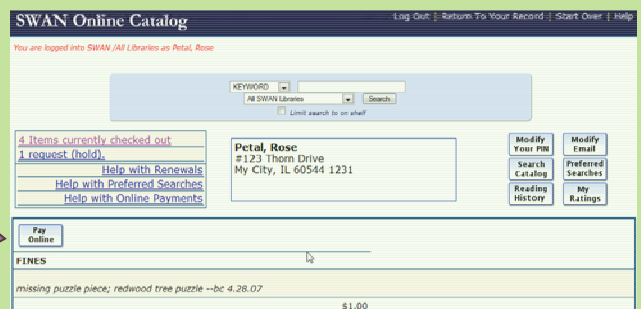 SWAN Online Catalog
Log Out | Return To Your Record | Start Over | Help
You are logged into SWAN /All Libraries as Petal, Rose
KEYWORD
All SWAN Libraries Search
Limit search to on shelf
4 Items currently checked out
1 request (hold).
Help with Renewals
Help with Preferred Searches
Help with Online Payments
Petal, Rose
#123 Thorn Drive
My City, IL 60544 1231
Modify Your PIN
Modify Email
Search Catalog
Preferred Searches
Reading History
My Ratings
Pay Online
FINES
missing puzzle piece; redwood tree puzzle --bc 4.28.07
$1.00